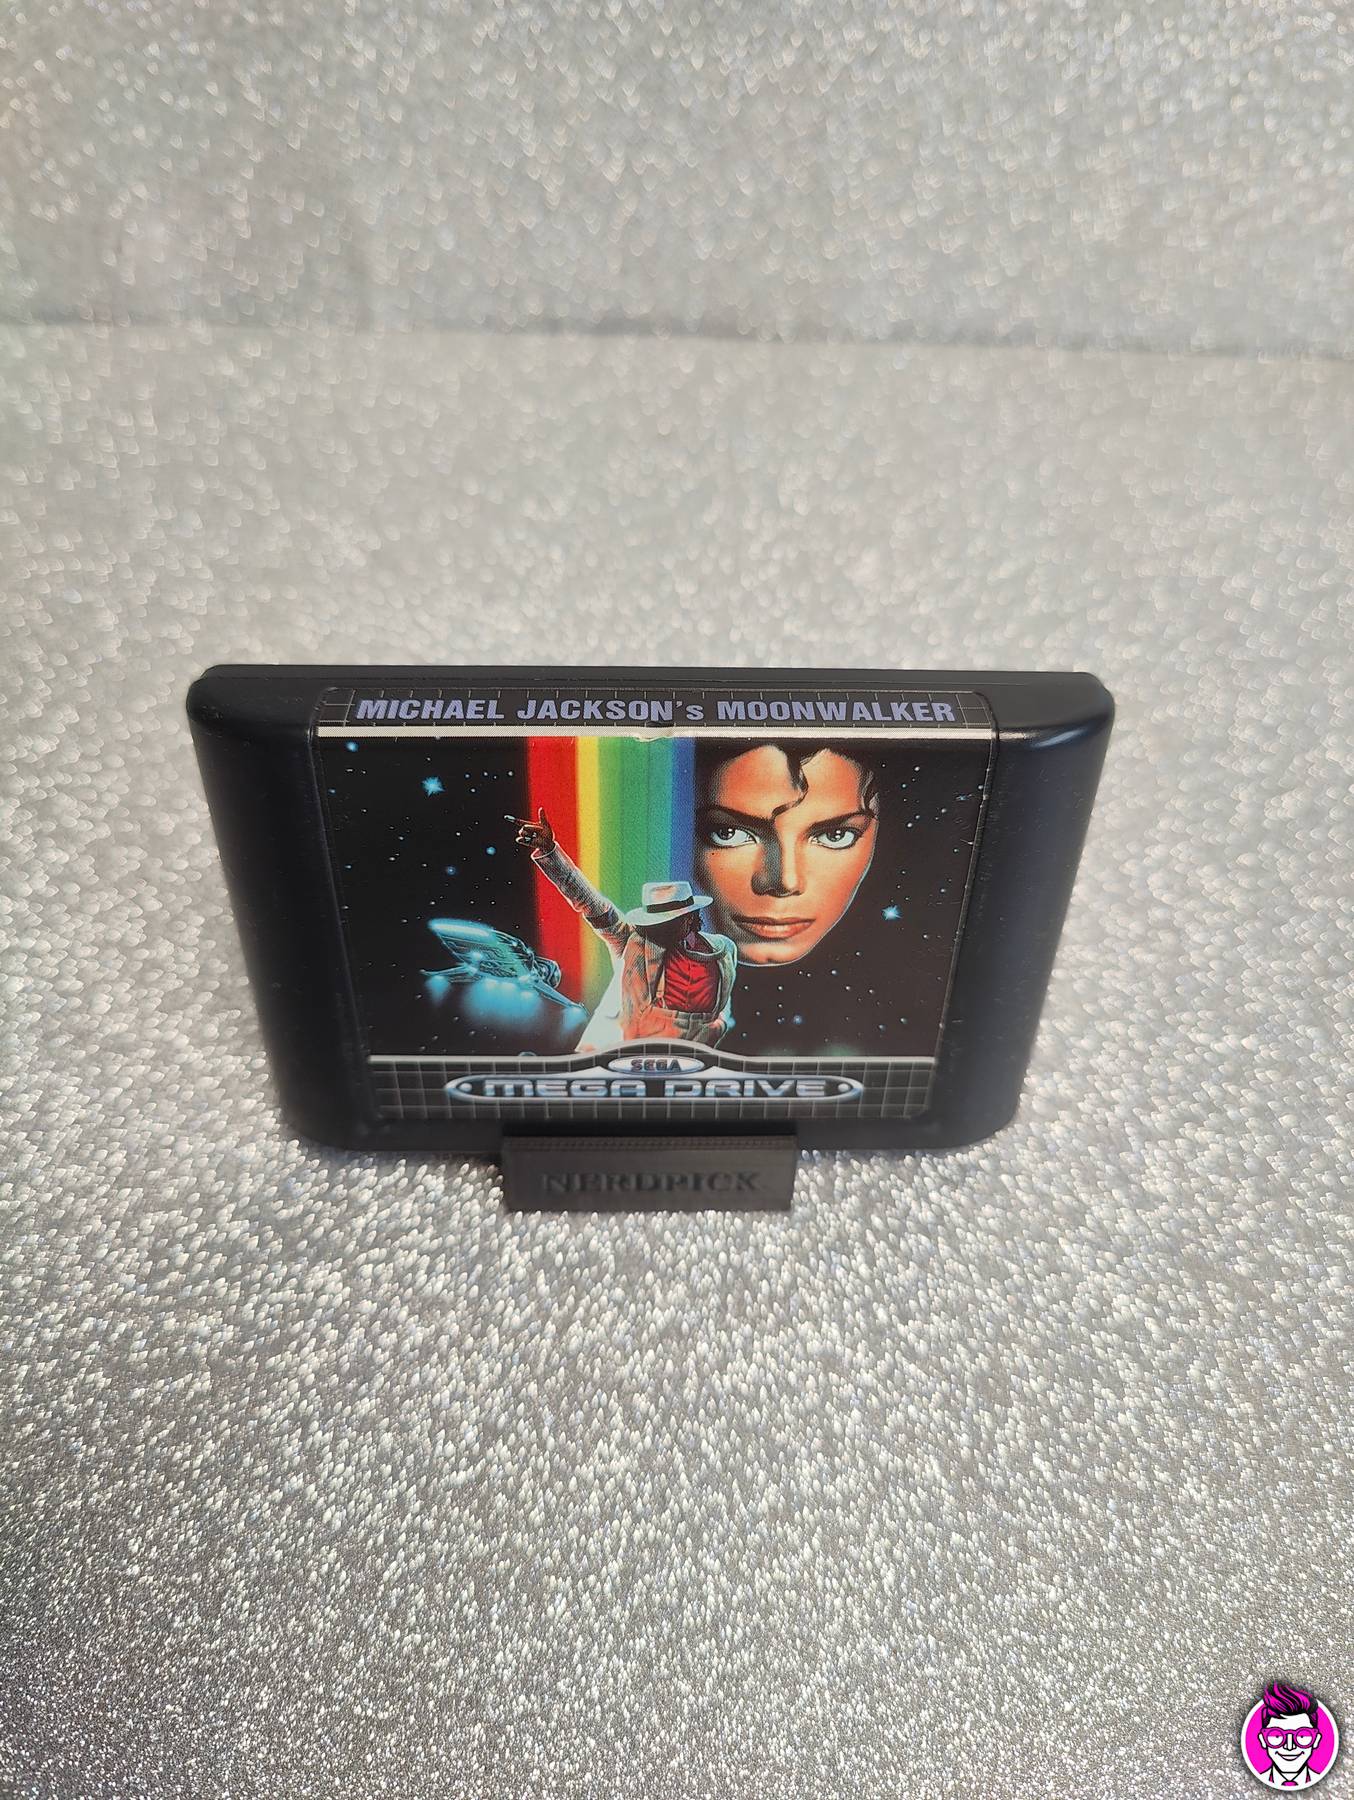 MICHAEL JACKSON's MOONWALKER
SEGA
MEGA DRIVE
NERDPICK